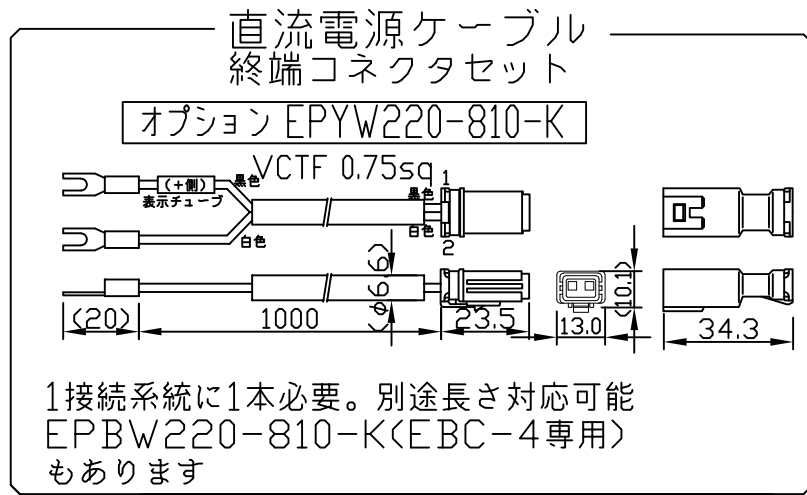 直流電源ケーブル
終端コネクタセット
オプション EPYW220-810-K
VCTF 0.75sq
(+側)
黒色
表示チューブ
白色
黒色
1
白色
2
(20)
1000
(φ6.6)
23.5
13.0
(10.1)
34.3
1接続系統に1本必要。別途長さ対応可能
EPBW220-810-K(EBC-4専用)
もあります